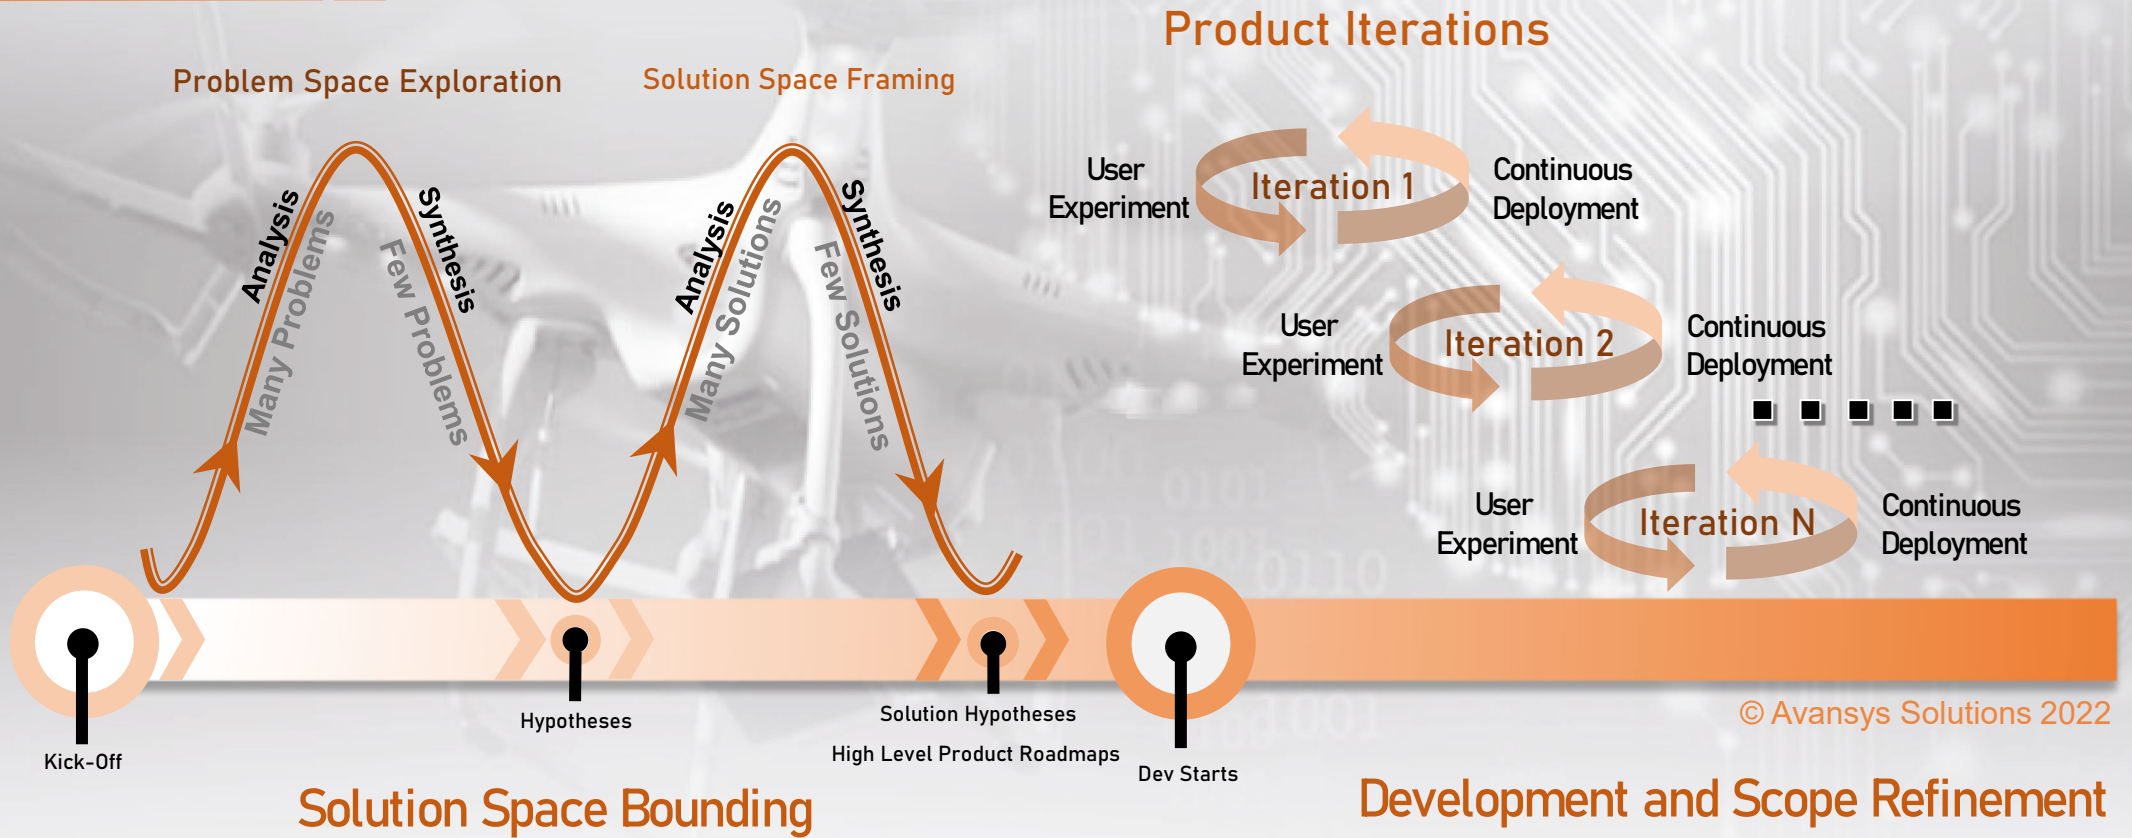 Product Iterations
Problem Space Exploration
Solution Space Framing
Analysis
Many Problems
Synthesis
Few Problems
Analysis
Many Solutions
Synthesis
Few Solutions
User
Experiment
Iteration 1
Continuous
Deployment
User
Experiment
Iteration 2
Continuous
Deployment
User
Experiment
Iteration N
Continuous
Deployment
Kick-Off
Hypotheses
Solution Hypotheses
High Level Product Roadmaps
Dev Starts
© Avansys Solutions 2022
Solution Space Bounding
Development and Scope Refinement